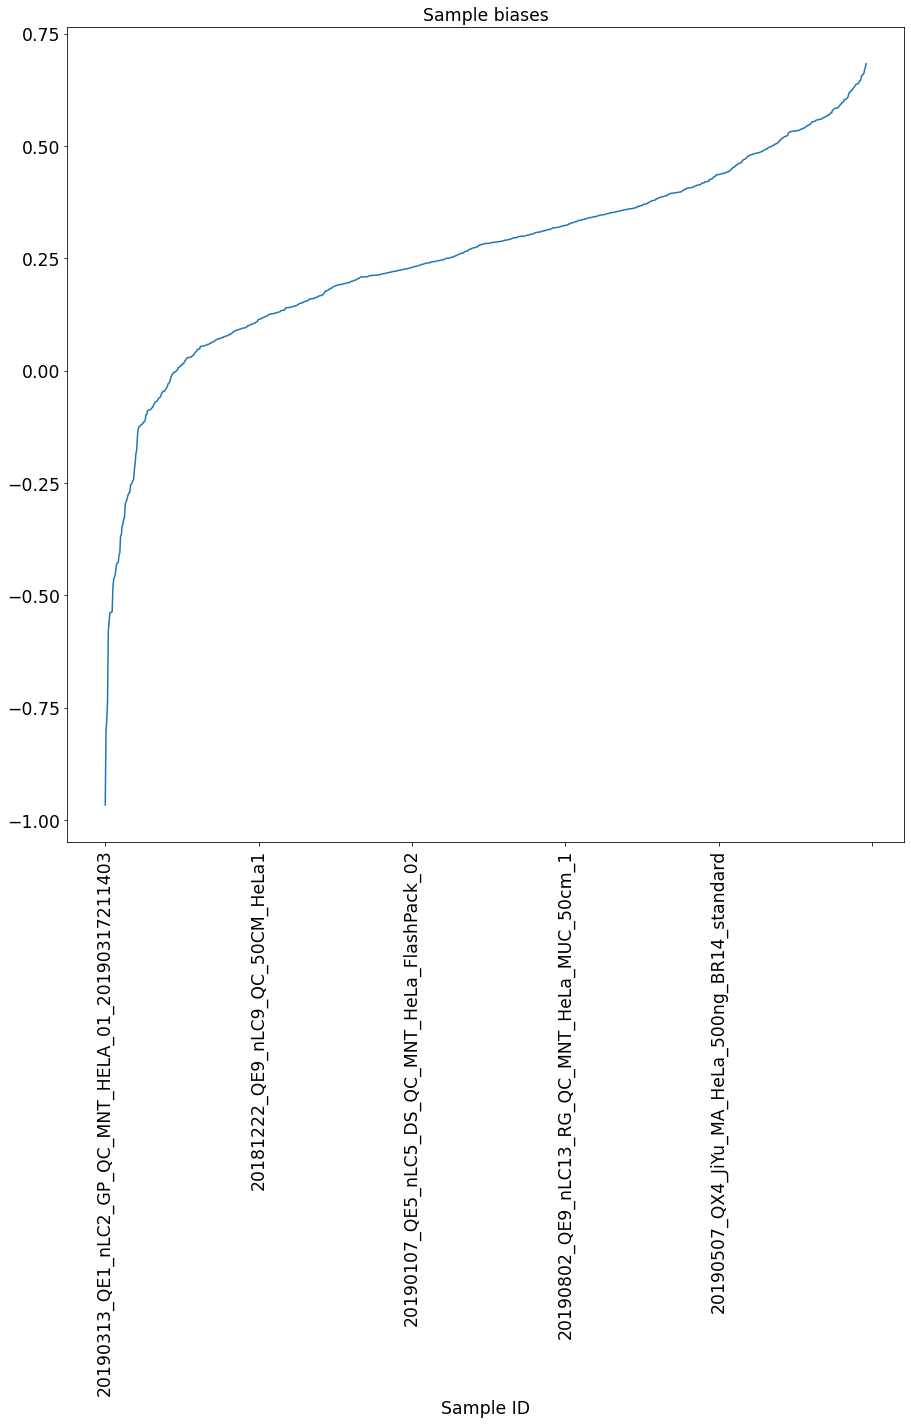 Sample biases
0.75
0.50
0.25
0.00
−0.25
−0.50
−0.75
−1.00
20190313_QE1_nLC2_GP_QC_MNT_HELA_01_20190317211403
20181222_QE9_nLC9_QC_50CM_HeLa1
20190107_QE5_nLC5_DS_QC_MNT_HeLa_FlashPack_02
20190802_QE9_nLC13_RG_QC_MNT_HeLa_MUC_50cm_1
20190507_QX4_JiYu_MA_HeLa_500ng_BR14_standard
Sample ID